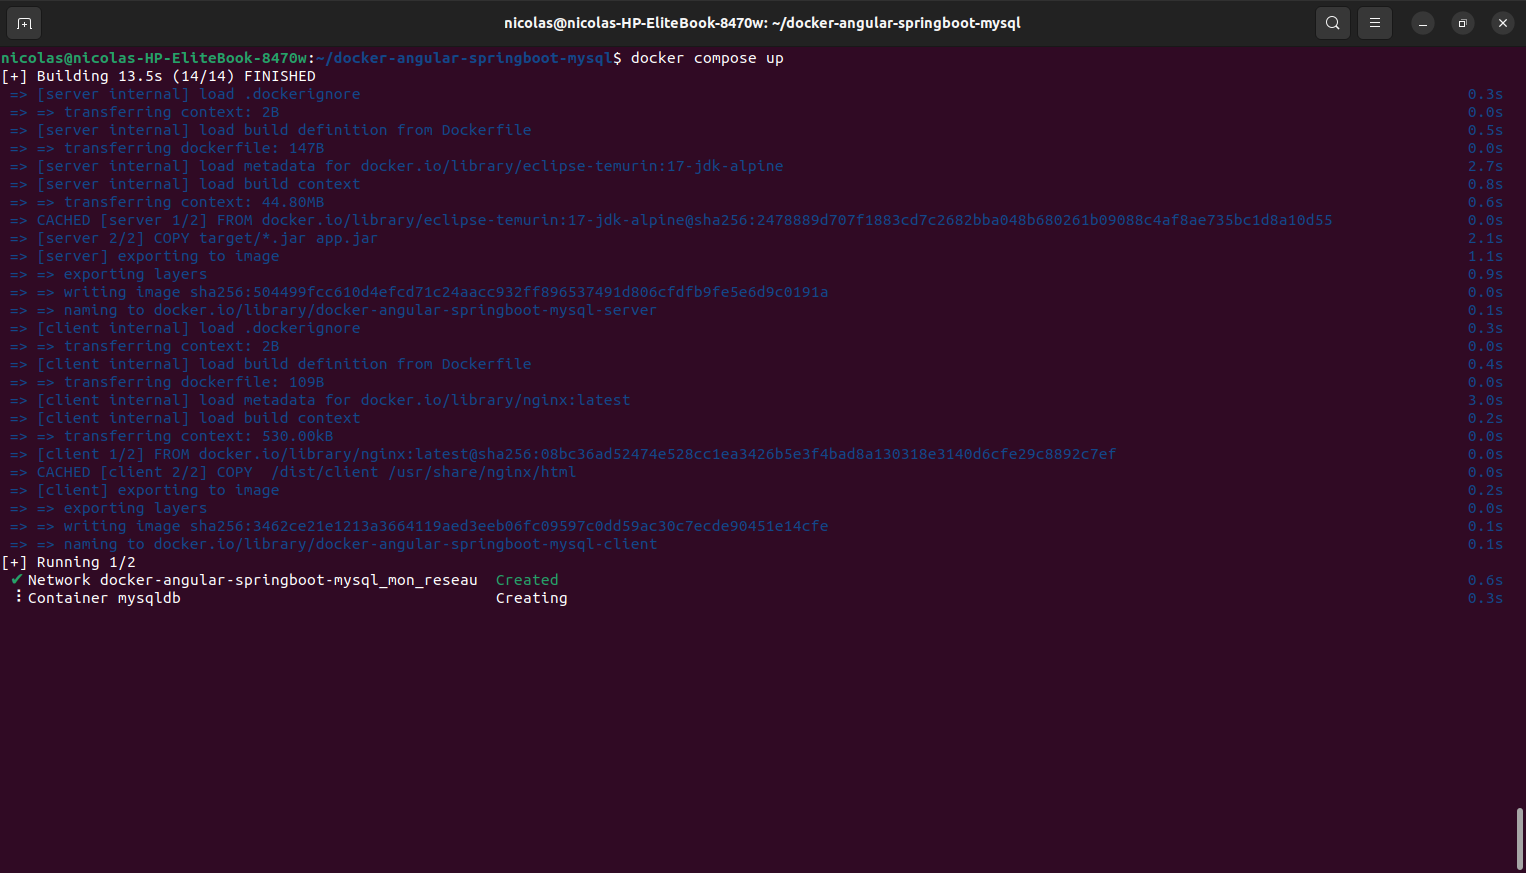 nicolas@nicolas-HP-EliteBook-8470w: ~/docker-angular-springboot-mysql
nicolas@nicolas-HP-EliteBook-8470w:~/docker-angular-springboot-mysql$ docker compose up
[+] Building 13.5s (14/14) FINISHED
=> [server internal] load .dockerignore 0.3s
=> => transferring context: 2B 0.0s
=> [server internal] load build definition from Dockerfile 0.5s
=> => transferring dockerfile: 147B 0.0s
=> [server internal] load metadata for docker.io/library/eclipse-temurin:17-jdk-alpine 2.7s
=> [server internal] load build context 0.8s
=> => transferring context: 44.80MB 0.6s
=> CACHED [server 1/2] FROM docker.io/library/eclipse-temurin:17-jdk-alpine@sha256:2478889d707f1883cd7c2682bba048b680261b09088c4af8ae735bc1d8a10d55 0.0s
=> [server 2/2] COPY target/*.jar app.jar 2.1s
=> [server] exporting to image 1.1s
=> => exporting layers 0.9s
=> => writing image sha256:504499fcc610d4efcd71c24aacc932ff896537491d806cfdfb9fe5e6d9c0191a 0.0s
=> => naming to docker.io/library/docker-angular-springboot-mysql-server 0.1s
=> [client internal] load .dockerignore 0.3s
=> => transferring context: 2B 0.0s
=> [client internal] load build definition from Dockerfile 0.4s
=> => transferring dockerfile: 109B 0.0s
=> [client internal] load metadata for docker.io/library/nginx:latest 3.0s
=> [client internal] load build context 0.2s
=> => transferring context: 530.00kB 0.0s
=> [client 1/2] FROM docker.io/library/nginx:latest@sha256:08bc36ad52474e528cc1ea3426b5e3f4bad8a130318e3140d6cfe29c8892c7ef 0.0s
=> CACHED [client 2/2] COPY  /dist/client /usr/share/nginx/html 0.0s
=> [client] exporting to image 0.2s
=> => exporting layers 0.0s
=> => writing image sha256:3462ce21e1213a3664119aed3eeb06fc09597c0dd59ac30c7ecde90451e14cfe 0.1s
=> => naming to docker.io/library/docker-angular-springboot-mysql-client 0.1s
[+] Running 1/2
✔ Network docker-angular-springboot-mysql_mon_reseau Created 0.6s
⠸ Container mysqldb Creating 0.3s